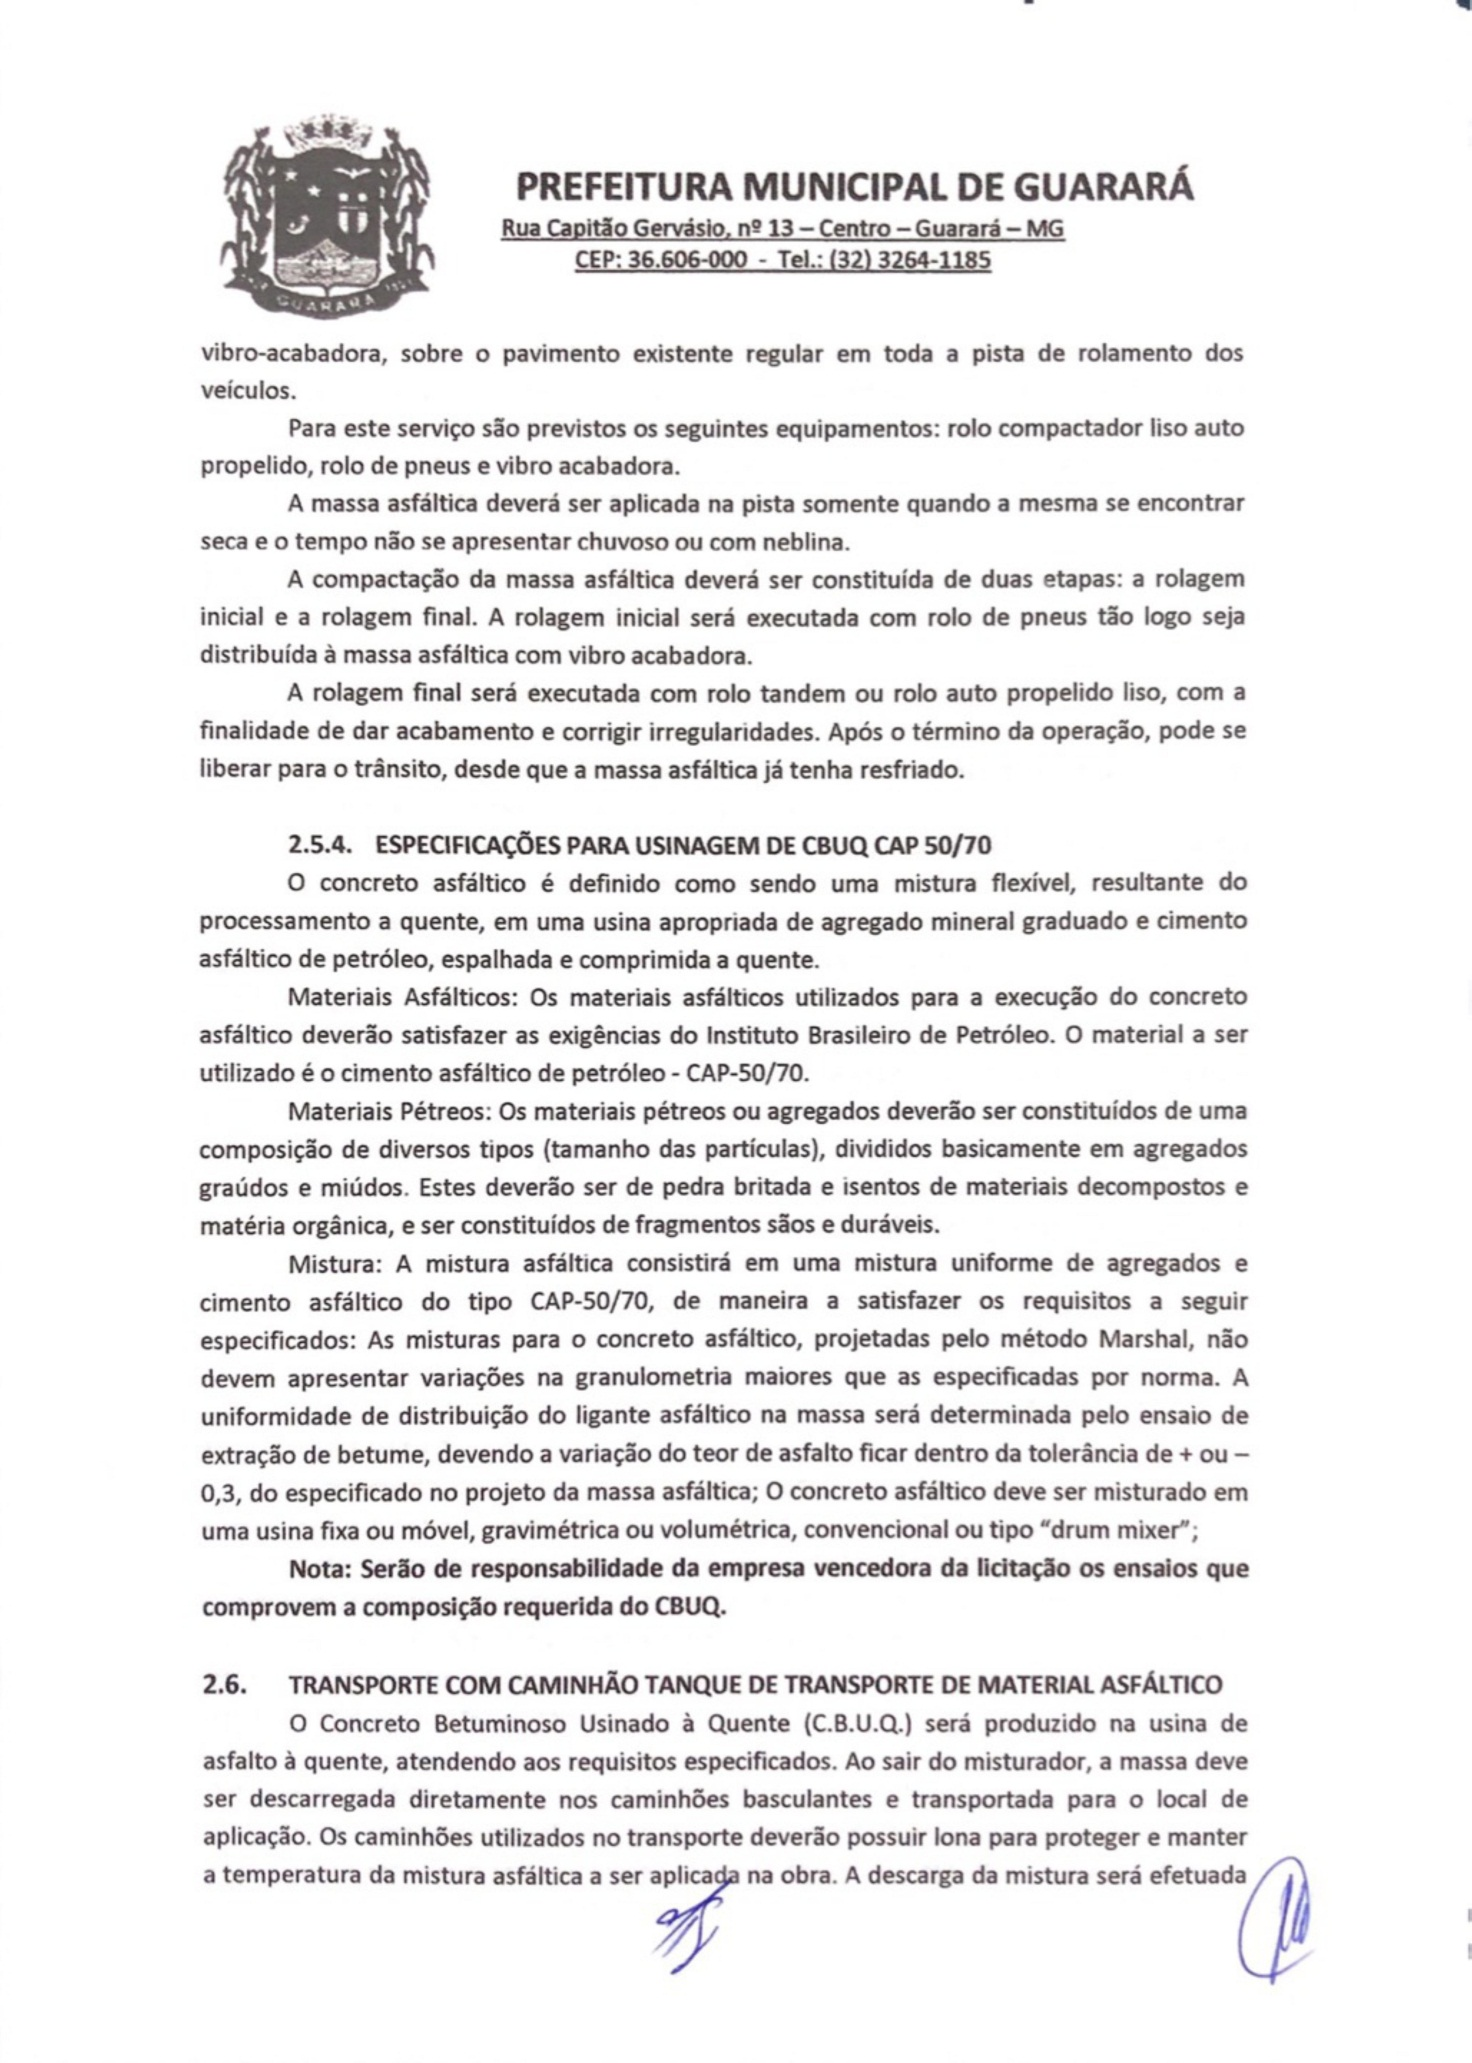 GUARARÁ
PREFEITURA MUNICIPAL DE GUARARÁ
Rua Capitão Gervásio, nº 13 – Centro – Guarará – MG
CEP: 36.606-000 - Tel.: (32) 3264-1185
vibro-acabadora, sobre o pavimento existente regular em toda a pista de rolamento dos
veículos.
Para este serviço são previstos os seguintes equipamentos: rolo compactador liso auto
propelido, rolo de pneus e vibro acabadora.
A massa asfáltica deverá ser aplicada na pista somente quando a mesma se encontrar
seca e o tempo não se apresentar chuvoso ou com neblina.
A compactação da massa asfáltica deverá ser constituída de duas etapas: a rolagem
inicial e a rolagem final. A rolagem inicial será executada com rolo de pneus tão logo seja
distribuída à massa asfáltica com vibro acabadora.
A rolagem final será executada com rolo tandem ou rolo auto propelido liso, com a
finalidade de dar acabamento e corrigir irregularidades. Após o término da operação, pode se
liberar para o trânsito, desde que a massa asfáltica já tenha resfriado.
2.5.4. ESPECIFICAÇÕES PARA USINAGEM DE CBUQ CAP 50/70
O concreto asfáltico é definido como sendo uma mistura flexível, resultante do
processamento a quente, em uma usina apropriada de agregado mineral graduado e cimento
asfáltico de petróleo, espalhada e comprimida a quente.
Materiais Asfálticos: Os materiais asfálticos utilizados para a execução do concreto
asfáltico deverão satisfazer as exigências do Instituto Brasileiro de Petróleo. O material a ser
utilizado é o cimento asfáltico de petróleo - CAP-50/70.
Materiais Pétreos: Os materiais pétreos ou agregados deverão ser constituídos de uma
composição de diversos tipos (tamanho das partículas), divididos basicamente em agregados
graúdos e miúdos. Estes deverão ser de pedra britada e isentos de materiais decompostos e
matéria orgânica, e ser constituídos de fragmentos sãos e duráveis.
Mistura: A mistura asfáltica consistirá em uma mistura uniforme de agregados e
cimento asfáltico do tipo CAP-50/70, de maneira a satisfazer os requisitos a seguir
especificados: As misturas para o concreto asfáltico, projetadas pelo método Marshal, não
devem apresentar variações na granulometria maiores que as especificadas por norma. A
uniformidade de distribuição do ligante asfáltico na massa será determinada pelo ensaio de
extração de betume, devendo a variação do teor de asfalto ficar dentro da tolerância de + ou –
0,3, do especificado no projeto da massa asfáltica; O concreto asfáltico deve ser misturado em
uma usina fixa ou móvel, gravimétrica ou volumétrica, convencional ou tipo “drum mixer”;
Nota: Serão de responsabilidade da empresa vencedora da licitação os ensaios que
comprovem a composição requerida do CBUQ.
2.6. TRANSPORTE COM CAMINHÃO TANQUE DE TRANSPORTE DE MATERIAL ASFÁLTICO
O Concreto Betuminoso Usinado à Quente (C.B.U.Q.) será produzido na usina de
asfalto à quente, atendendo aos requisitos especificados. Ao sair do misturador, a massa deve
ser descarregada diretamente nos caminhões basculantes e transportada para o local de
aplicação. Os caminhões utilizados no transporte deverão possuir lona para proteger e manter
a temperatura da mistura asfáltica a ser aplicada na obra. A descarga da mistura será efetuada